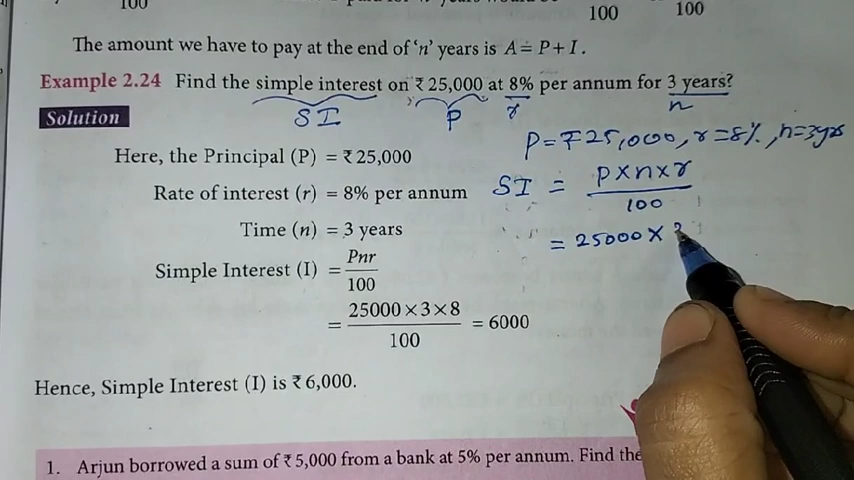 100
100
100
The amount we have to pay at the end of ‘n’ years is A = P + I .
Example 2.24 Find the simple interest on ₹ 25,000 at 8% per annum for 3 years?
SI P r n
Solution
P = ₹ 25,000, r = 8%, n = 3yrs
Here, the Principal (P) = ₹ 25,000
Rate of interest (r) = 8% per annum
SI = P × n × r
100
Time (n) = 3 years
= 25000 ×
Simple Interest (I) = Pnr
100
= 25000 × 3 × 8
100
= 6000
Hence, Simple Interest (I) is ₹ 6,000.
1. Arjun borrowed a sum of ₹ 5,000 from a bank at 5% per annum. Find the